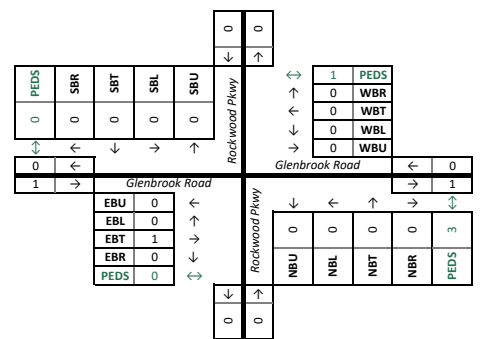 0 0
↓ ↑
PEDS SBR SBT SBL SBU
0 0 0 0 0
↕ ← ↓ → ↑
Rockwood Pkwy
↔ 1 PEDS
↑ 0 WBR
← 0 WBT
↓ 0 WBL
→ 0 WBU
0 ←
1 →
Glenbrook Road
← 0
→ 1
Glenbrook Road
EBU 0 ←
EBL 0 ↑
EBT 1 →
EBR 0 ↓
PEDS 0 ↔
Rockwood Pkwy
↓ ← ↑ → ↕
0 0 0 0 3
NBU NBL NBT NBR PEDS
↓ ↑
0 0